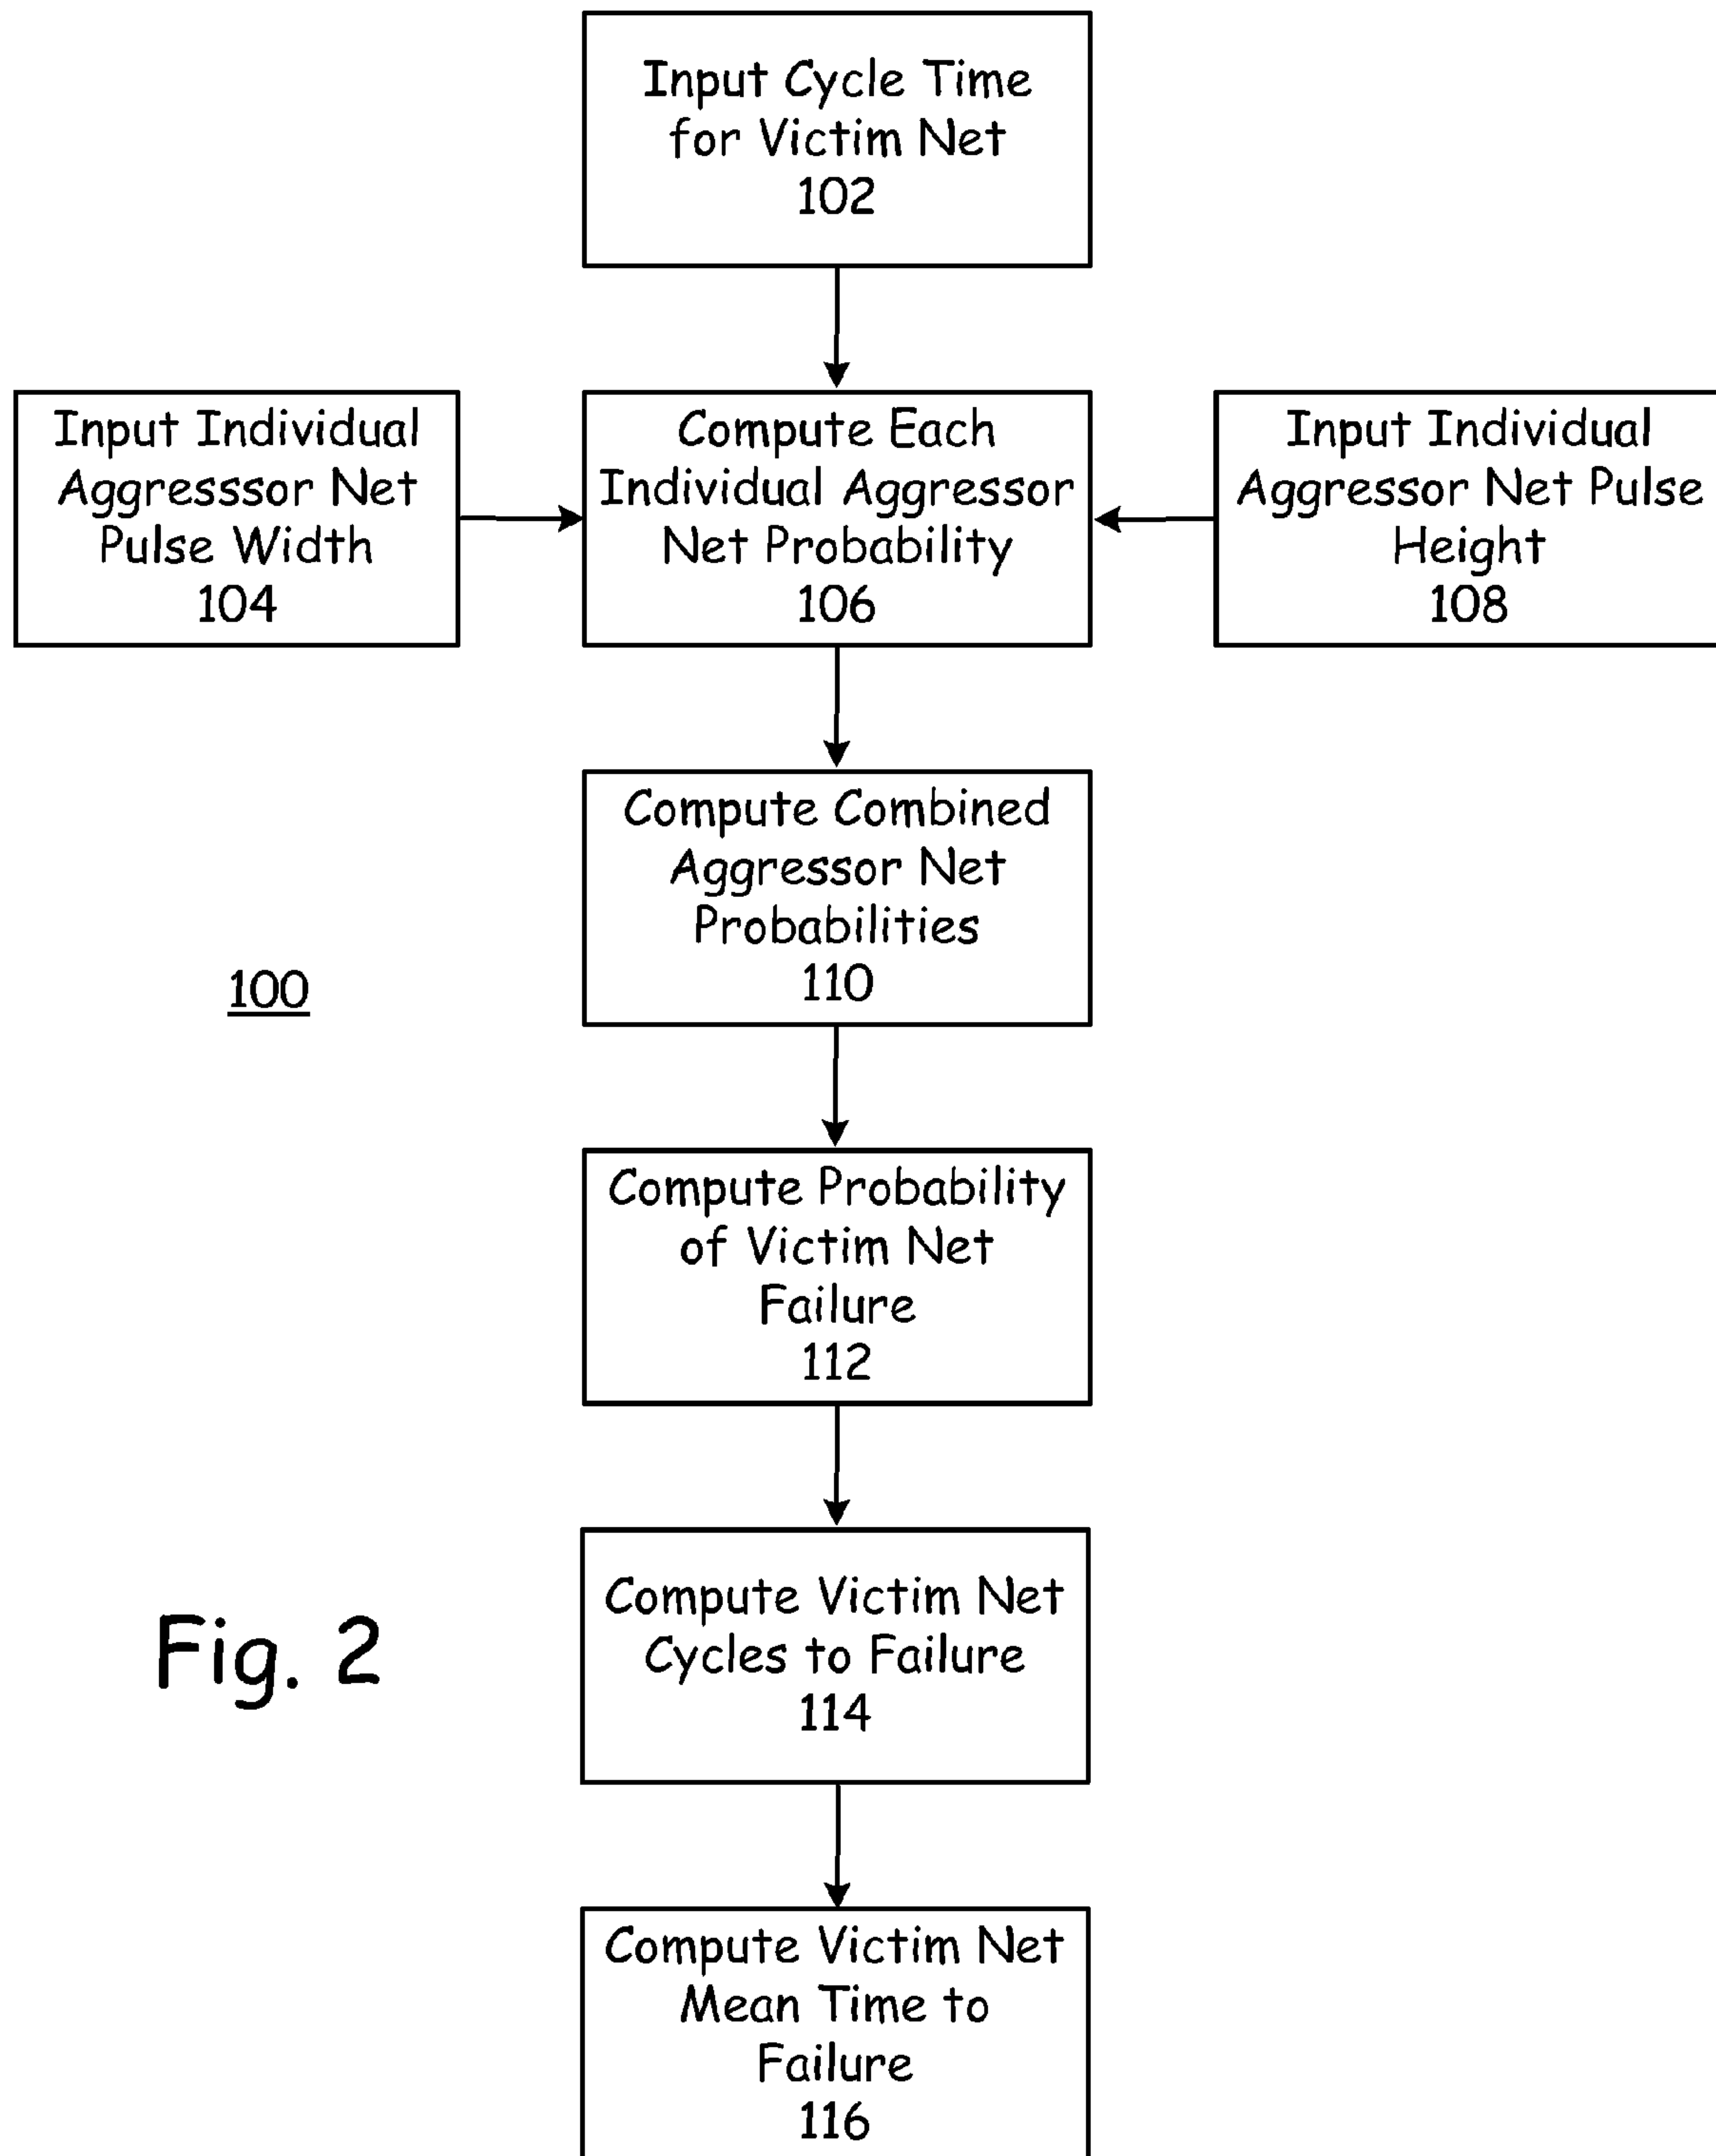 Input Cycle Time
for Victim Net
102
Input Individual
Aggresssor Net
Pulse Width
104
Compute Each
Individual Aggressor
Net Probability
106
Input Individual
Aggressor Net Pulse
Height
108
Compute Combined
Aggressor Net
Probabilities
110
100
Compute Probability
of Victim Net
Failure
112
Compute Victim Net
Cycles to Failure
114
Fig. 2
Compute Victim Net
Mean Time to
Failure
116